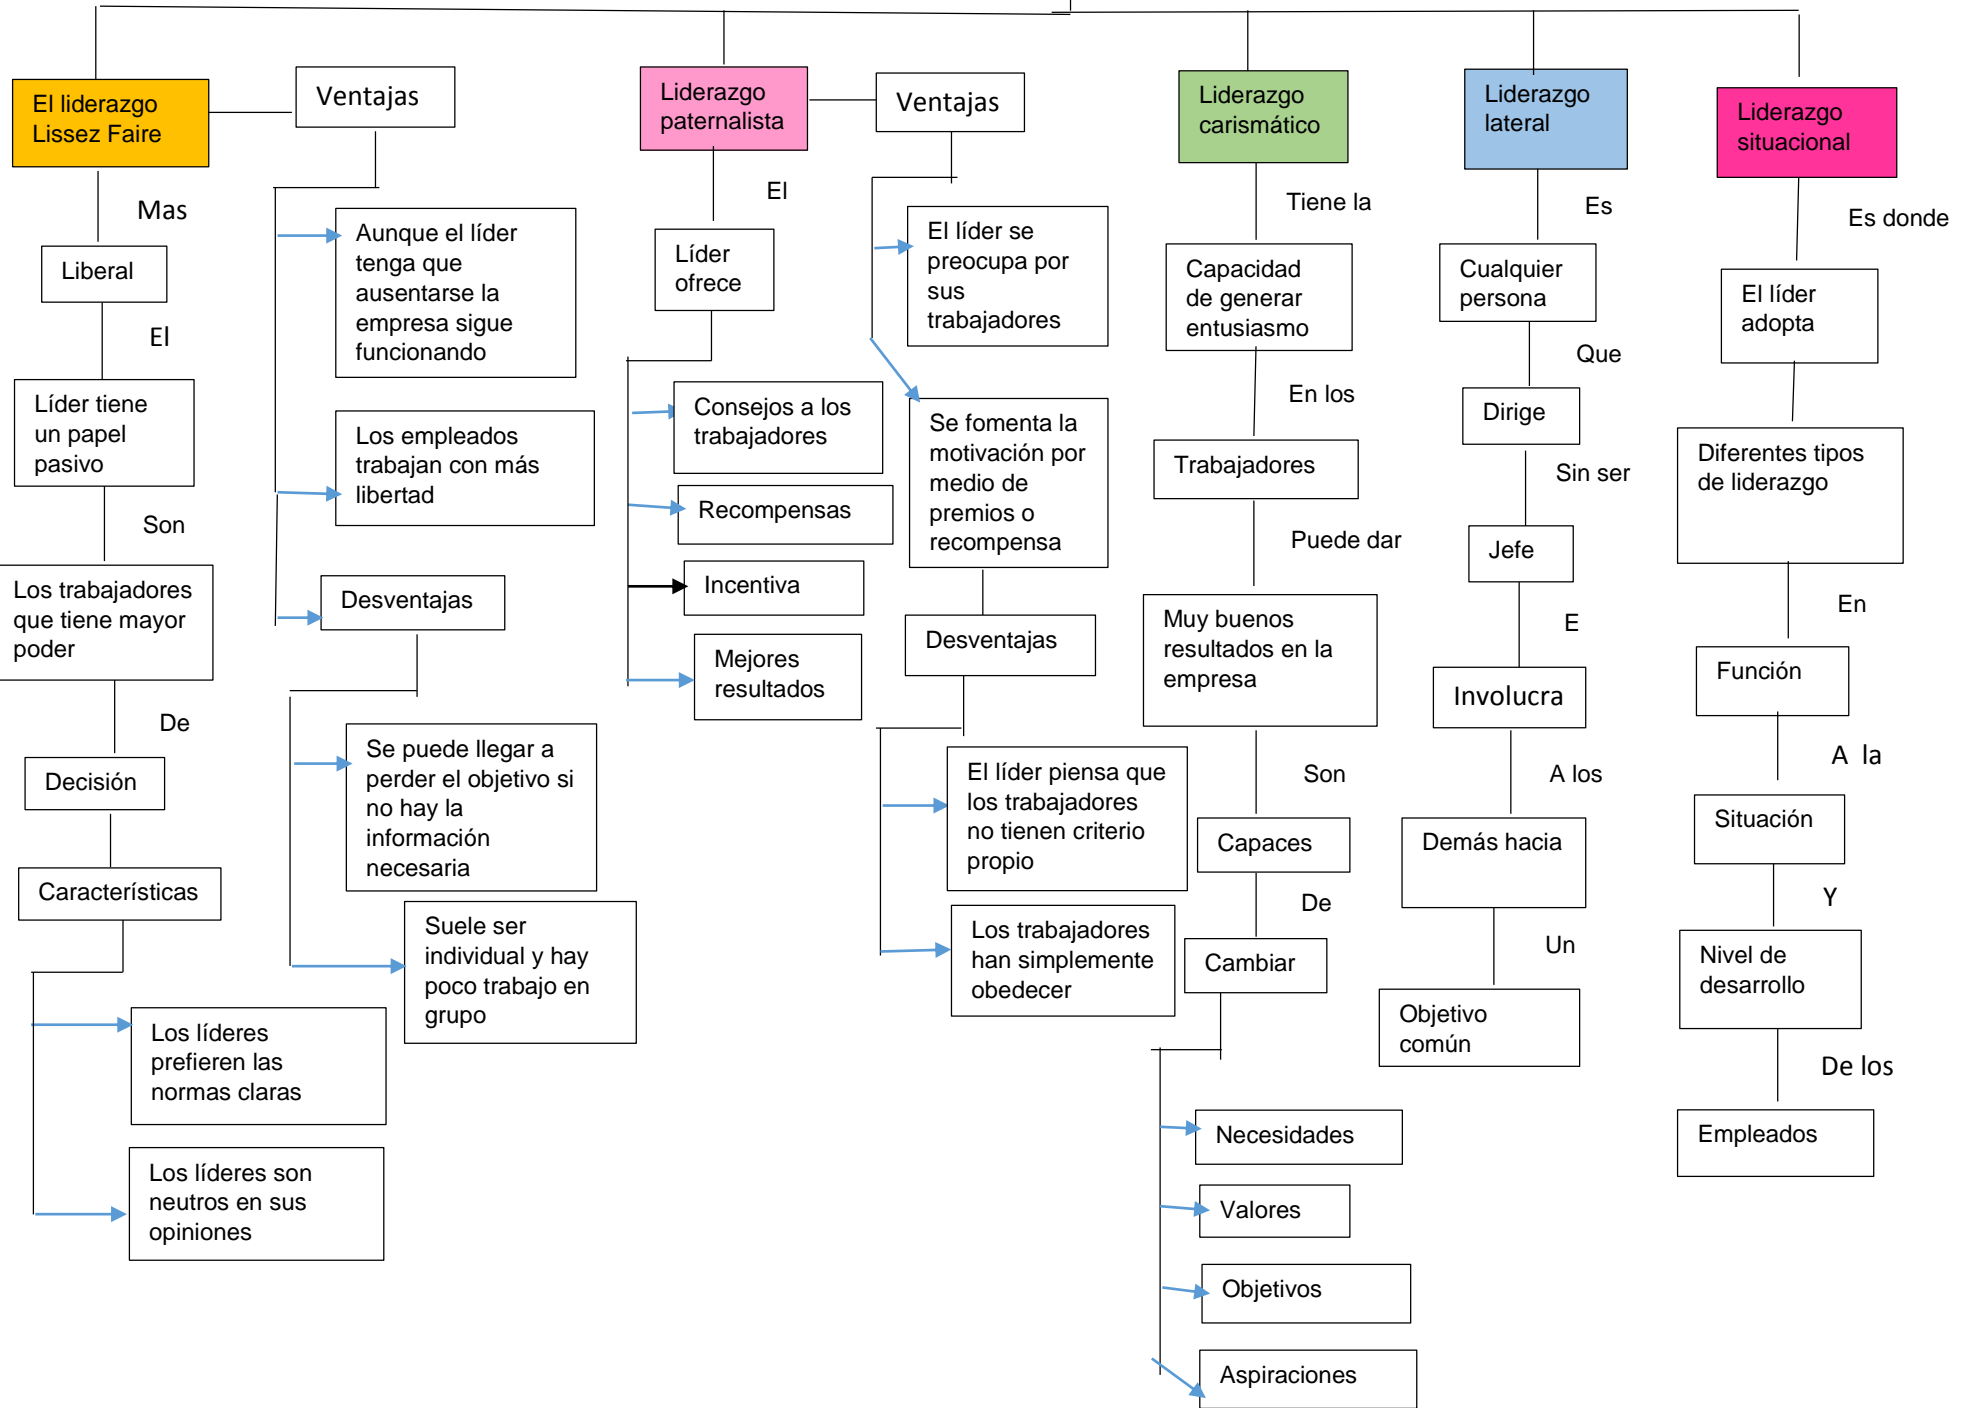 El liderazgo
Lissez Faire
Mas
Liberal
El
Líder tiene
un papel
pasivo
Son
Los trabajadores
que tiene mayor
poder
De
Decisión
Característicass
Los líderes
prefieren las
normas claras
Los líderes son
neutros en sus
opiniones
Ventajas
Aunque el líder
tenga que
ausentarse la
empresa sigue
funcionando
Los empleados
trabajan con más
libertad
Desventajas
Se puede llegar a
perder el objetivo si
no hay la
información
necesaria
Suele ser
individual y hay
poco trabajo en
grupo
Liderazgo
paternalista
El
Líder
ofrece
Consejos a los
trabajadores
Recompensas
Incentiva
Mejores
resultados
Ventajas
El líder se
preocupa por
sus
trabajadores
Se fomenta la
motivación por
medio de
premios o
recompensa
Desventajas
El líder piensa que
los trabajadores
no tienen criterio
propio
Los trabajadores
han simplemente
obedecer
Liderazgo
carismático
Tiene la
Capacidad
de generar
entusiasmo
En los
Trabajadores
Puede dar
Muy buenos
resultados en la
empresa
Son
Capaces
De
Cambiar
Necesidades
Valores
Objetivos
Aspiraciones
Liderazgo
lateral
Es
Cualquier
persona
Que
Dirige
Sin ser
Jefe
E
Involucra
A los
Demás hacia
Un
Objetivo
común
Liderazgo
situacional
Es donde
El líder
adopta
Diferentes tipos
de liderazgo
En
Función
A la
Situación
Y
Nivel de
desarrollo
De los
Empleados